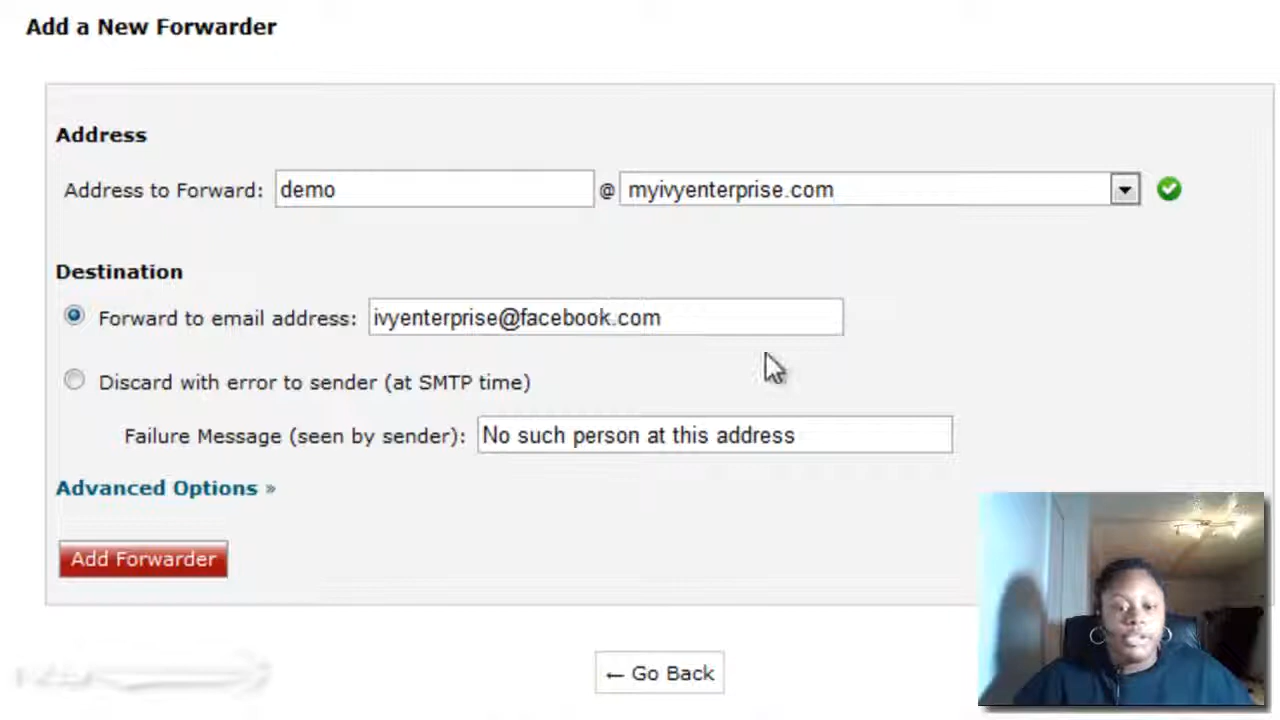 Add a New Forwarder
Address
Address to Forward: demo @ myivyenterprise.com
Destination
Forward to email address: ivyenterprise@facebook.com
Discard with error to sender (at SMTP time)
Failure Message (seen by sender): No such person at this address
Advanced Options »
Add Forwarder
← Go Back